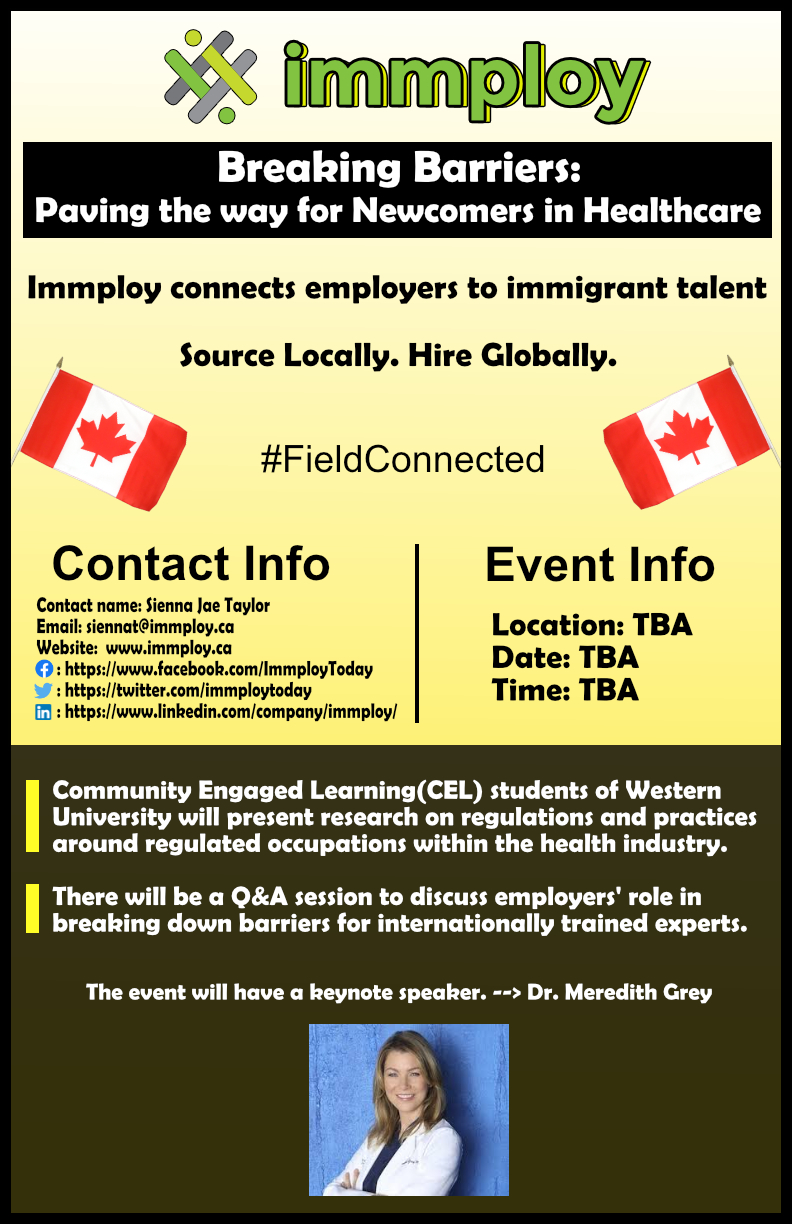 immploy
Breaking Barriers:
Paving the way for Newcomers in Healthcare
Immploy connects employers to immigrant talent
Source Locally. Hire Globally.
#FieldConnected
Contact Info
Contact name: Sienna Jae Taylor
Email: siennat@immploy.ca
Website: www.immploy.ca
: https://www.facebook.com/ImmployToday
: https://twitter.com/immploytoday
in : https://www.linkedin.com/company/immploy/
Event Info
Location: TBA
Date: TBA
Time: TBA
Community Engaged Learning(CEL) students of Western
University will present research on regulations and practices
around regulated occupations within the health industry.
There will be a Q&A session to discuss employers' role in
breaking down barriers for internationally trained experts.
The event will have a keynote speaker. --> Dr. Meredith Grey